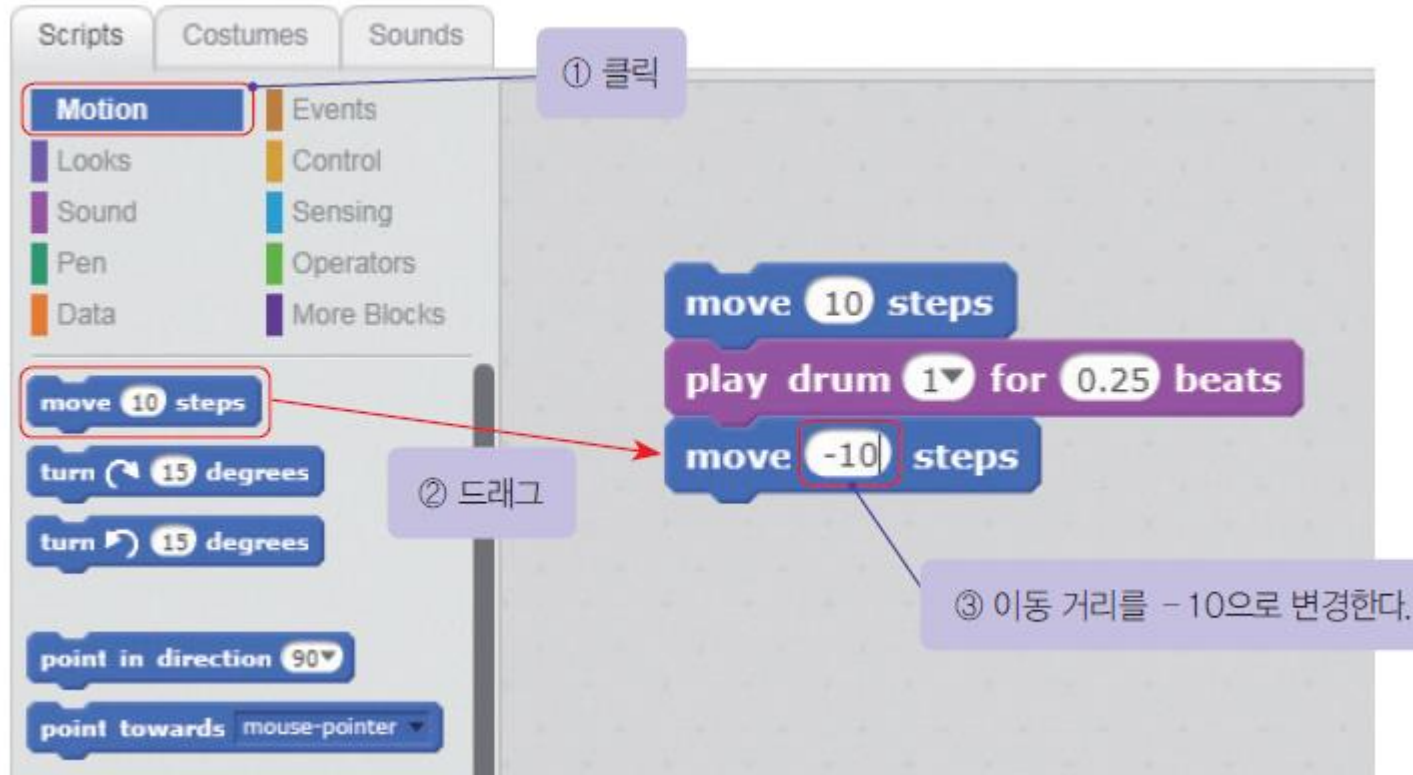 Scripts Costumes Sounds
① 클릭
Motion Events
Looks Control
Sound Sensing
Pen Operators
Data More Blocks
move 10 steps
turn 15 degrees
turn 15 degrees
point in direction 90
point towards mouse-pointer
② 드래그
move 10 steps
play drum 1 for 0.25 beats
move -10 steps
③ 이동 거리를 -10으로 변경한다.